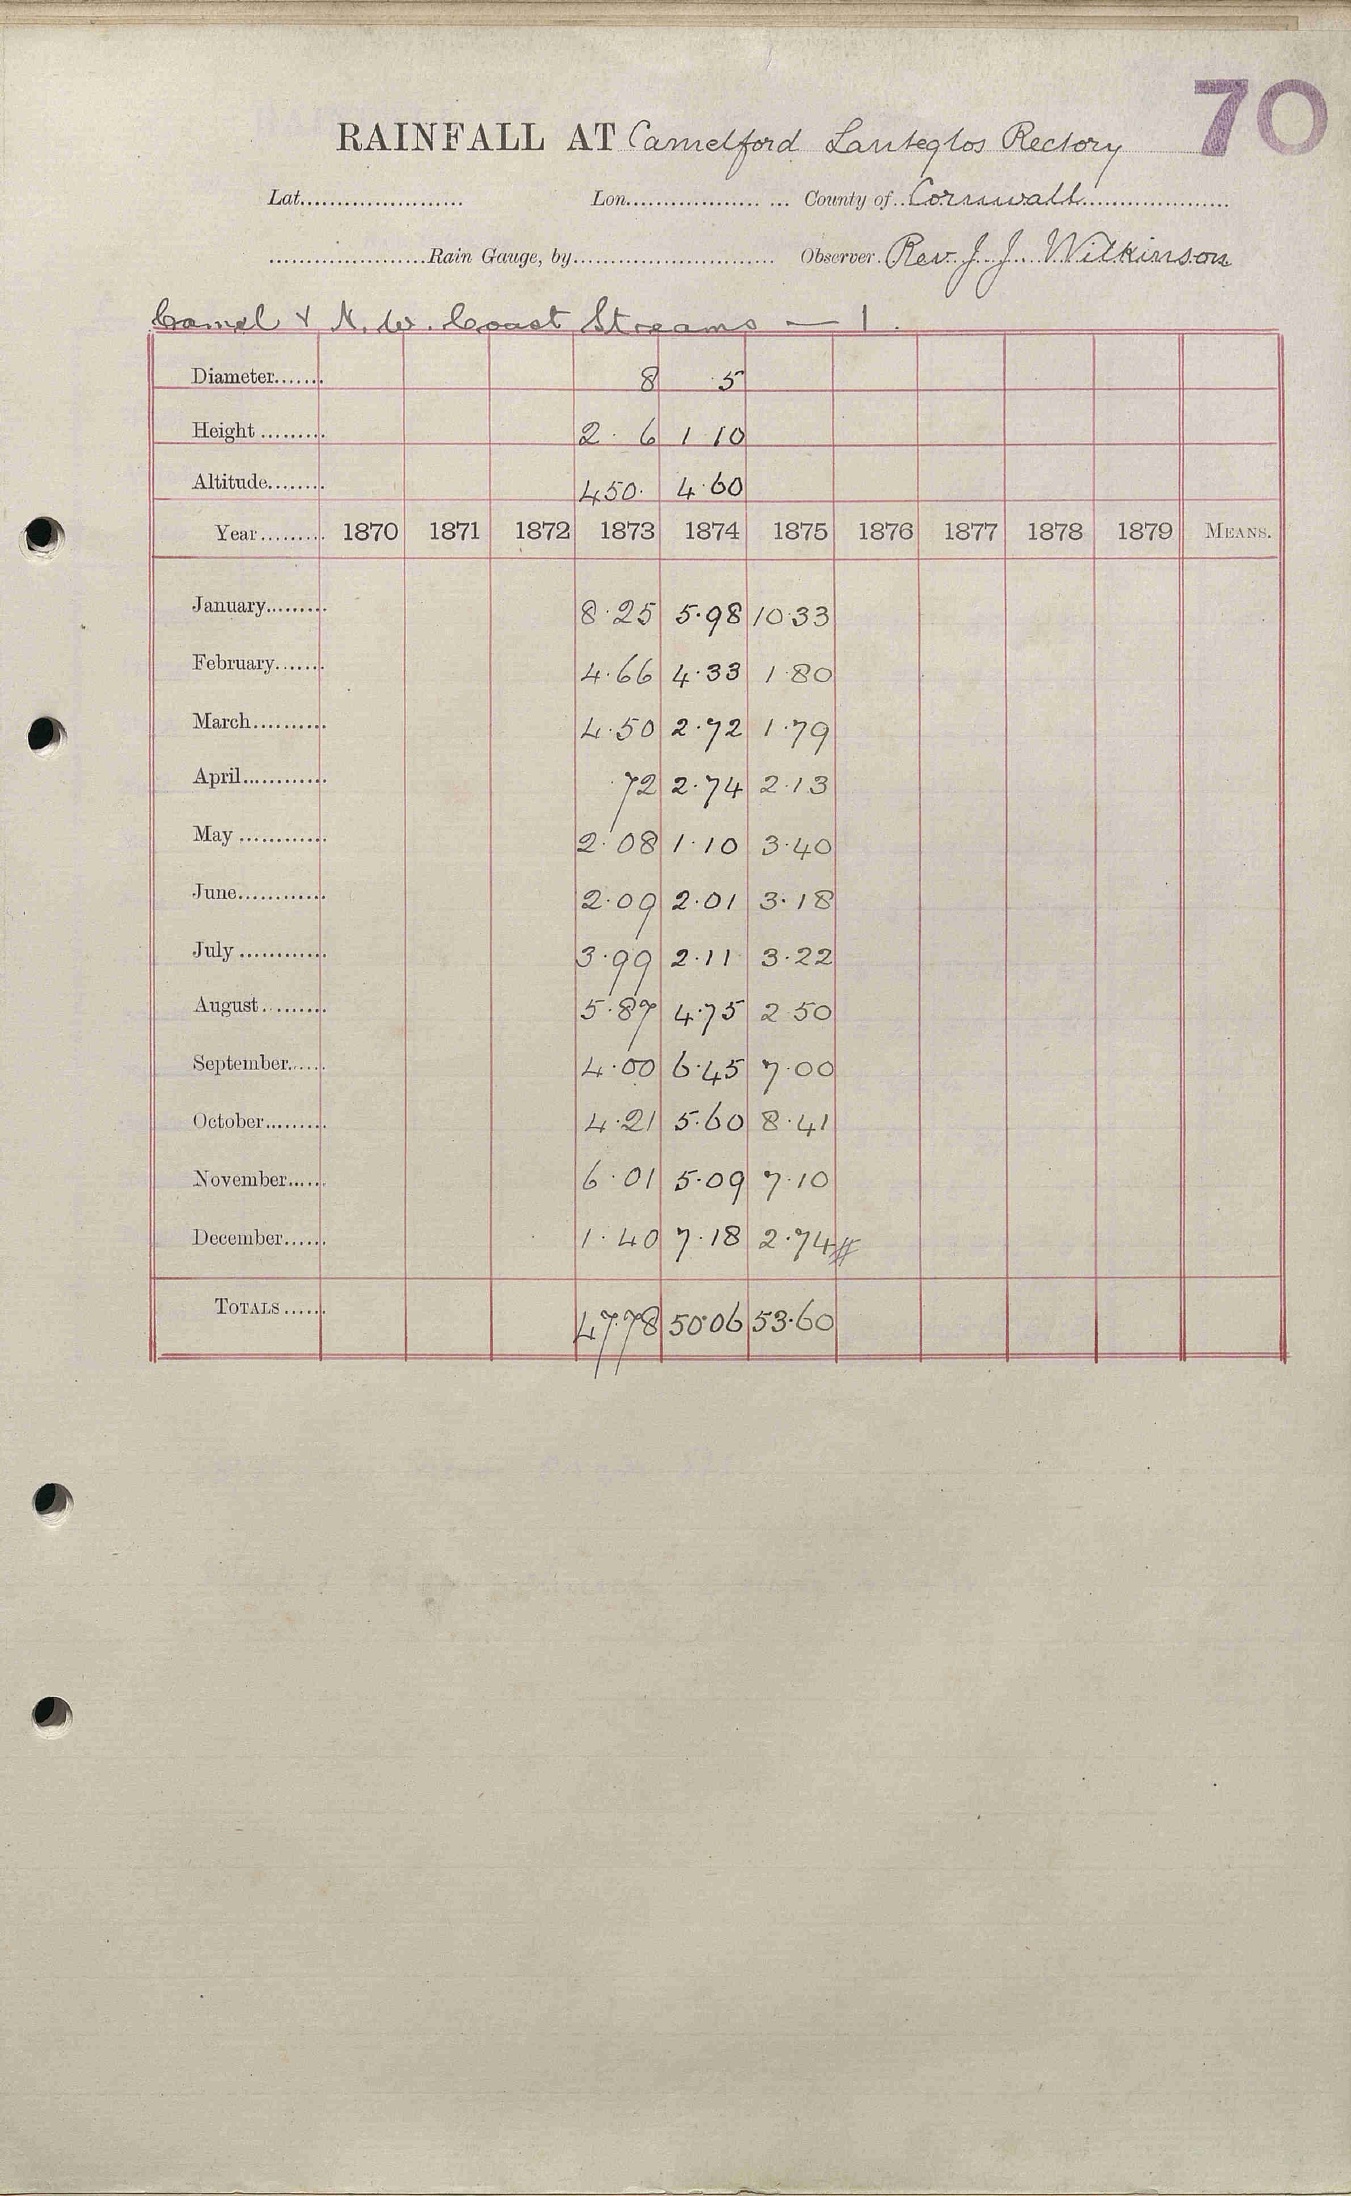 70
RAINFALL AT Camelford Lanteglos Rectory
Lat...................... Lon.................. ... County of..Cornwall....................
.....................Rain Gauge, by........................... Observer.Rev. J. J. Wilkinson
Camel & N. W. Coast Streams — 1.
Diameter....... 8 5
Height......... 2 · 6 1 10
Altitude........ 450. 4·60
Year......... 1870 1871 1872 1873 1874 1875 1876 1877 1878 1879 MEANS.
January......... 8·25 5·98 10·33
February....... 4·66 4·33 1·80
March.......... 4·50 2·72 1·79
April............ ·72 2·74 2·13
May ............ 2·08 1·10 3·40
June............ 2·09 2·01 3·18
July ............ 3·99 2·11 3·22
August......... 5·87 4·75 2·50
September...... 4·00 6·45 7·00
October......... 4·21 5·60 8·41
November...... 6·01 5·09 7·10
December...... 1·40 7·18 2·74#
TOTALS...... 47·78 50·06 53·60